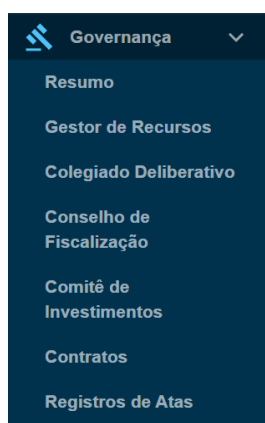 Governança
Resumo
Gestor de Recursos
Colegiado Deliberativo
Conselho de
Fiscalização
Comitê de
Investimentos
Contratos
Registros de Atas